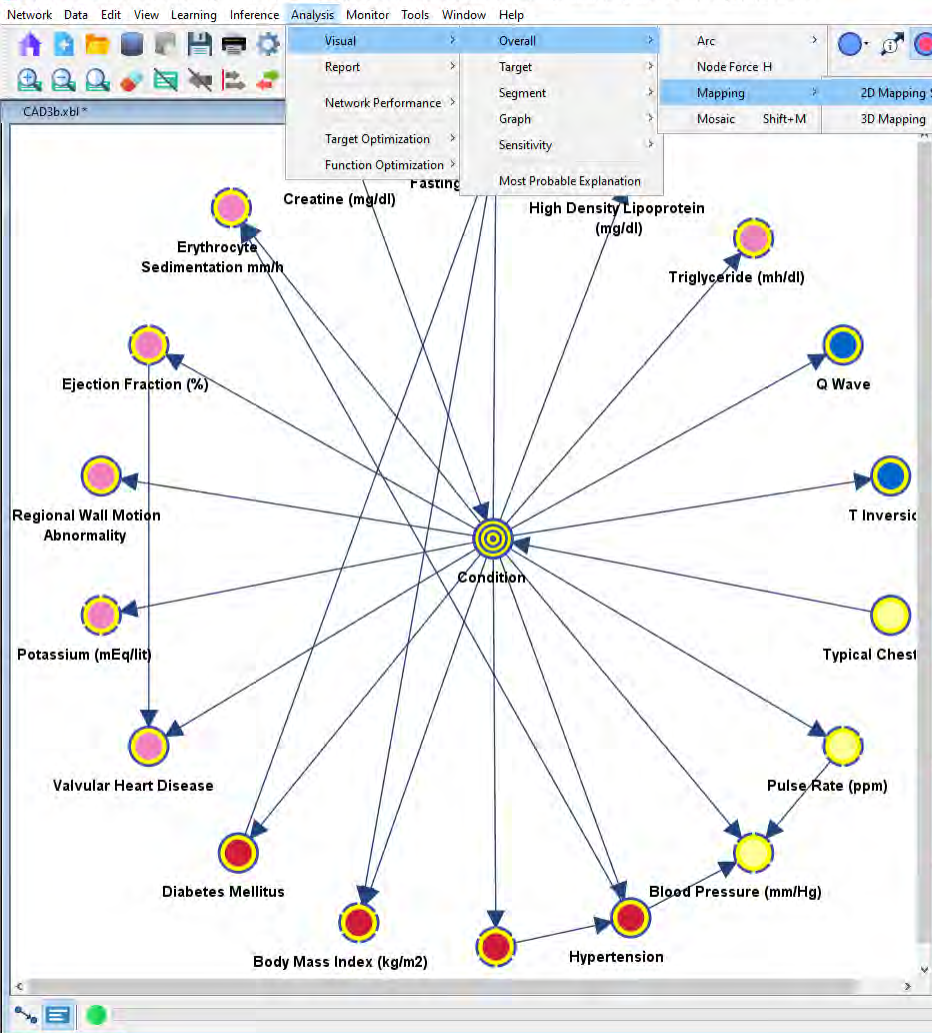 Network Data Edit View Learning Inference Analysis Monitor Tools Window Help
Visual
Report
Network Performance
Target Optimization
Function Optimization
Overall
Target
Segment
Graph
Sensitivity
Most Probable Explanation
Arc
Node Force H
Mapping
Mosaic Shift+M
2D Mapping
3D Mapping
CAD3b.xbl *
Fasting
Creatine (mg/dl)
High Density Lipoprotein
(mg/dl)
Erythrocyte
Sedimentation mm/h
Triglyceride (mh/dl)
Ejection Fraction (%)
Q Wave
Regional Wall Motion
Abnormality
T Inversic
Condition
Potassium (mEq/lit)
Typical Chest
Valvular Heart Disease
Pulse Rate (ppm)
Diabetes Mellitus
Blood Pressure (mm/Hg)
Body Mass Index (kg/m2)
Hypertension